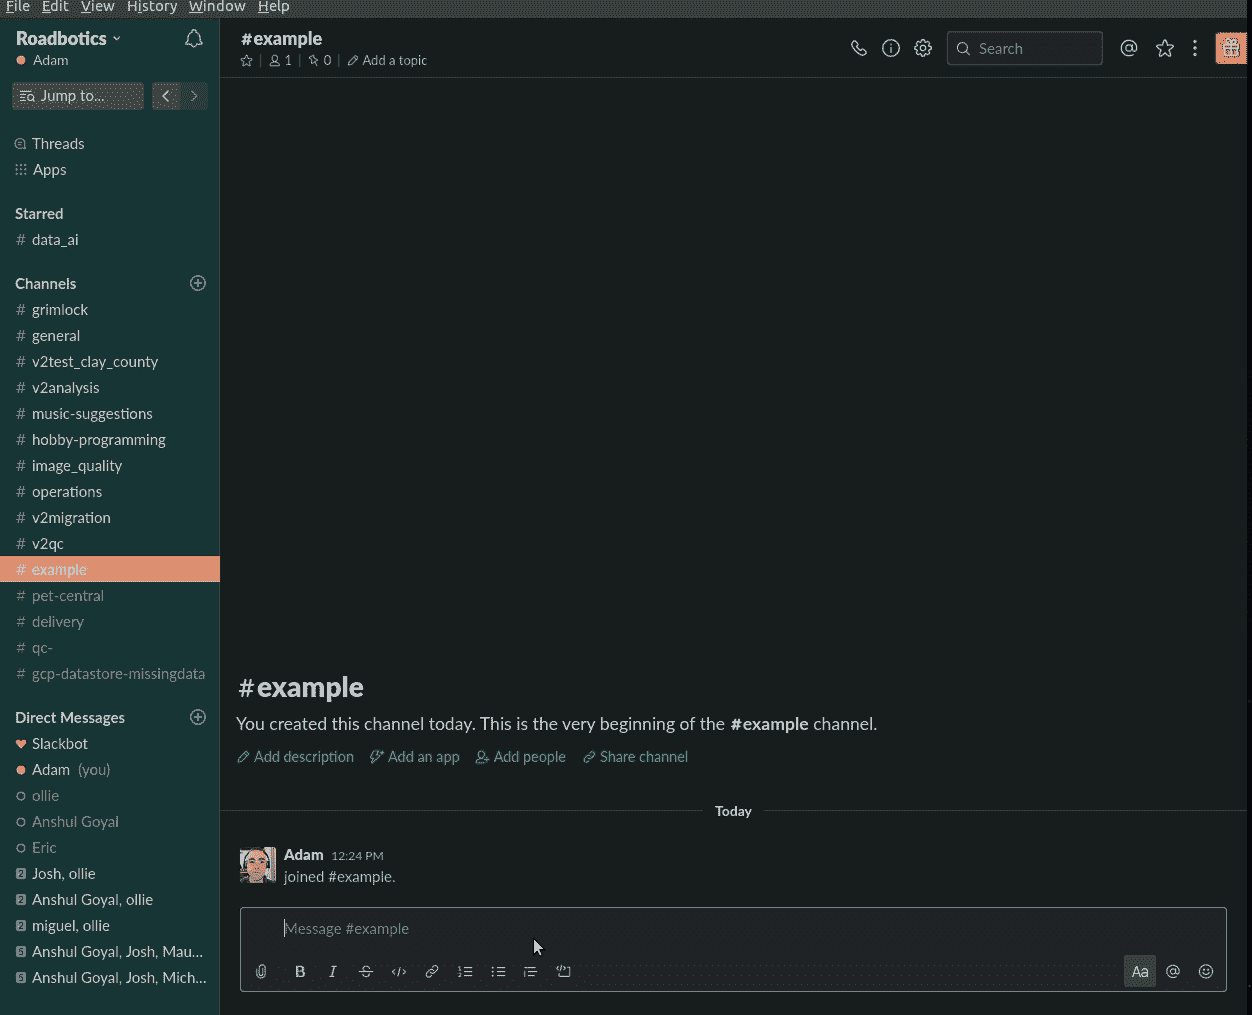 File Edit View History Window Help
Roadbotics
Adam
Jump to...
Threads
Apps
Starred
# data_ai
Channels
# grimlock
# general
# v2test_clay_county
# v2analysis
# music-suggestions
# hobby-programming
# image_quality
# operations
# v2migration
# v2qc
# example
# pet-central
# delivery
# qc-
# gcp-datastore-missingdata
Direct Messages
Slackbot
Adam (you)
ollie
Anshul Goyal
Eric
2 Josh, ollie
2 Anshul Goyal, ollie
2 miguel, ollie
5 Anshul Goyal, Josh, Mau...
5 Anshul Goyal, Josh, Mich...
#example
1 | 0 | Add a topic
Search
#example
You created this channel today. This is the very beginning of the #example channel.
Add description Add an app Add people Share channel
Today
Adam 12:24 PM
joined #example.
Message #example
B I S </> Aa @